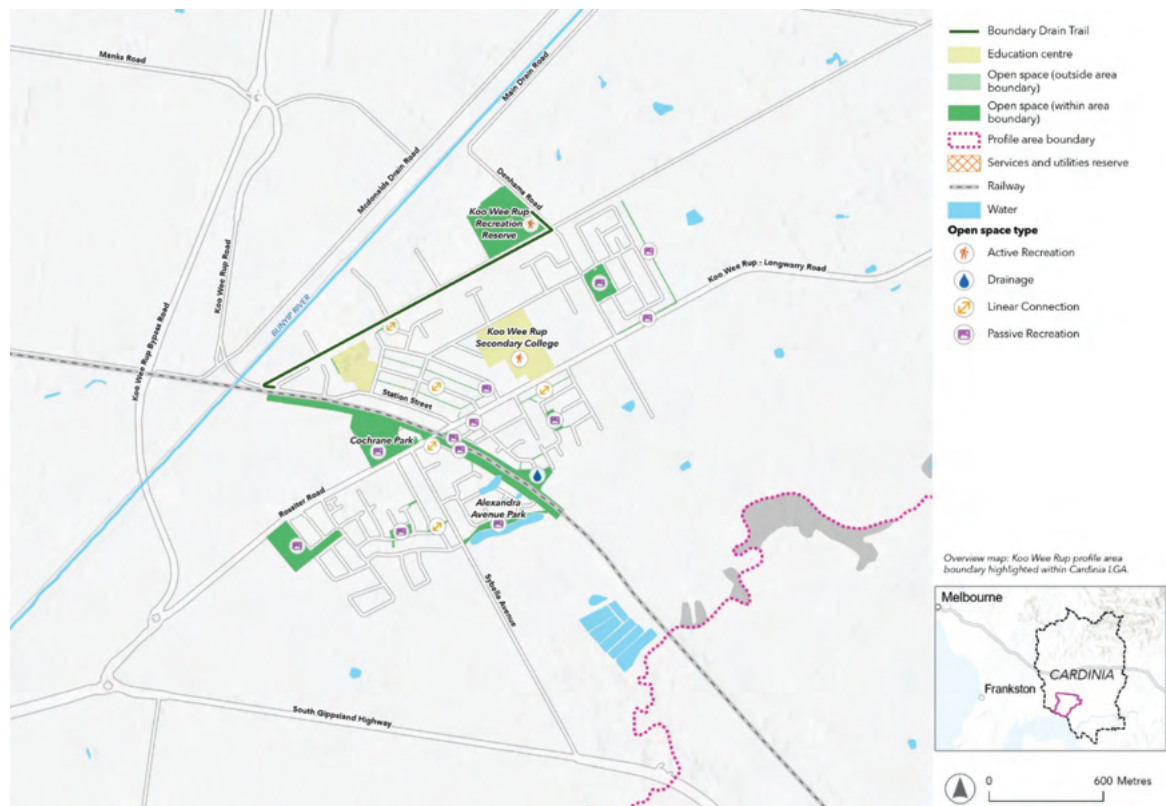 Manks Road
Main Drain Road
Mcdonalds Drain Road
Denhams Road
Koo Wee Rup
Recreation
Reserve
Koo Wee Rup Road
Koo Wee Rup Bypass Road
BUNYIP RIVER
Koo Wee Rup - Longwarry Road
Koo Wee Rup
Secondary College
Station Street
Cochrane Park
Rossiter Road
Alexandra
Avenue Park
Sybella Avenue
South Gippsland Highway
Boundary Drain Trail
Education centre
Open space (outside area
boundary)
Open space (within area
boundary)
Profile area boundary
Services and utilities reserve
Railway
Water
Open space type
Active Recreation
Drainage
Linear Connection
Passive Recreation
Overview map: Koo Wee Rup profile area
boundary highlighted within Cardinia LGA.
Melbourne
CARDINIA
Frankston
0 600 Metres